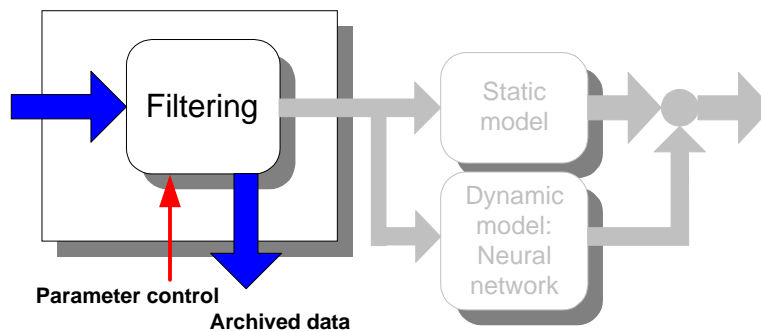 Filtering
Static
model
Dynamic
model:
Neural
network
Parameter control
Archived data